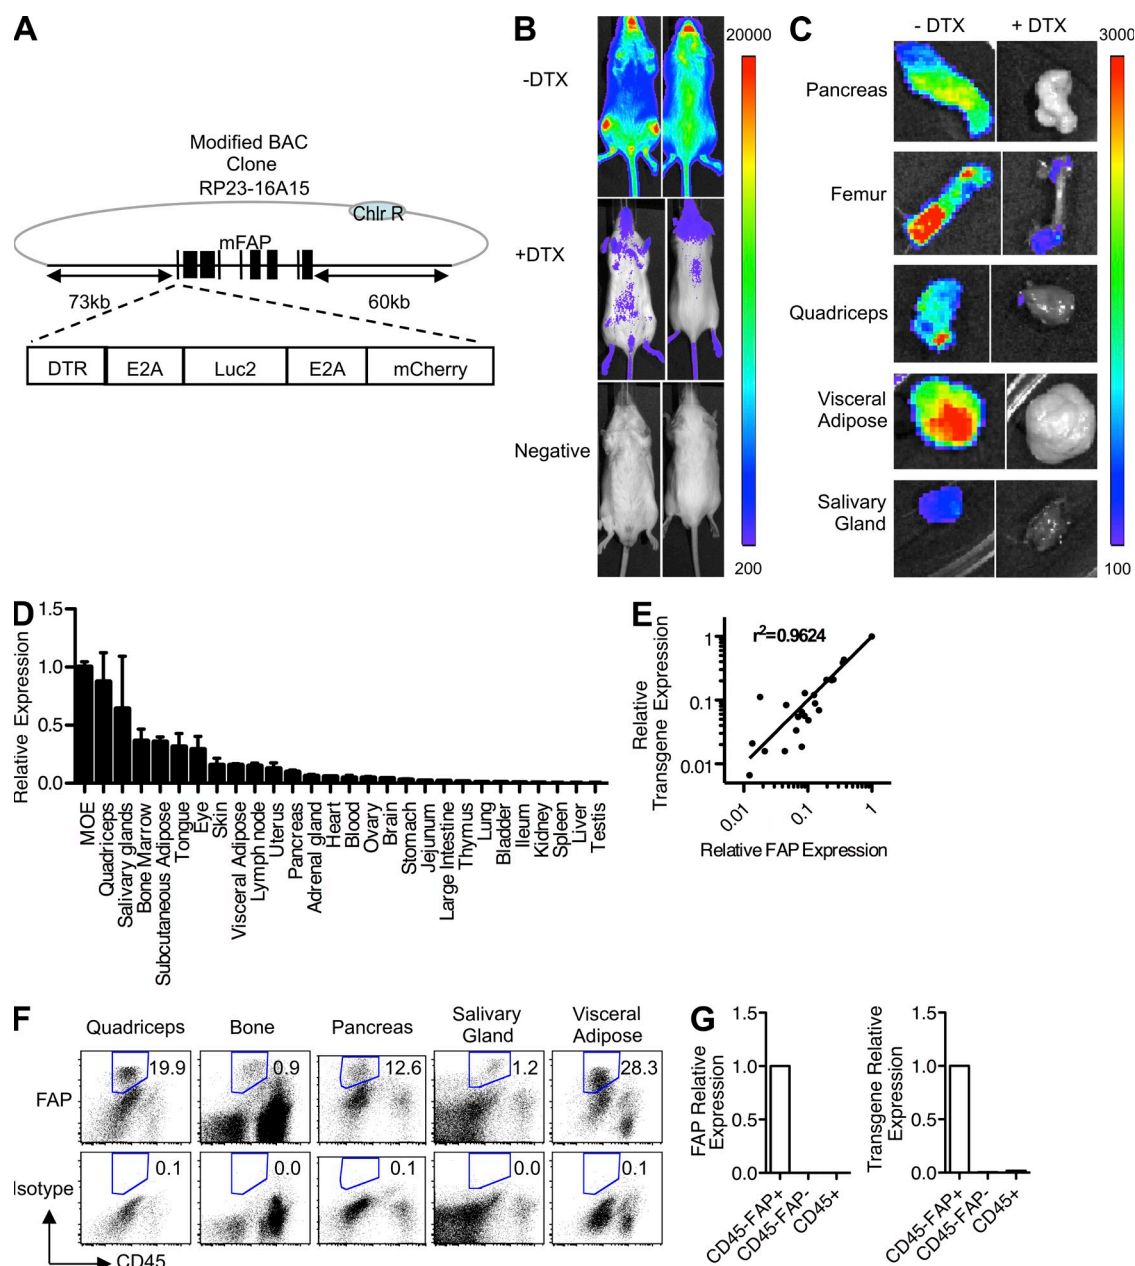 A
Modified BAC
Clone
RP23-16A15
Chlr R
mFAP
73kb
60kb
DTR E2A Luc2 E2A mCherry
B
-DTX
+DTX
Negative
20000
200
C
- DTX + DTX
Pancreas
Femur
Quadriceps
Visceral
Adipose
Salivary
Gland
3000
100
D
Relative Expression
1.5
1.0
0.5
0.0
MOE
Quadriceps
Salivary glands
Bone Marrow
Subcutaneous Adipose
Tongue
Eye
Skin
Visceral Adipose
Lymph node
Uterus
Pancreas
Adrenal gland
Heart
Blood
Ovary
Brain
Stomach
Jejunum
Large Intestine
Thymus
Lung
Bladder
Ileum
Kidney
Spleen
Liver
Testis
E
r²=0.9624
Relative
Transgene Expression
1
0.1
0.01
0.01 0.1 1
Relative FAP Expression
F
Quadriceps Bone Pancreas Salivary Gland Visceral Adipose
FAP
19.9 0.9 12.6 1.2 28.3
Isotype
0.1 0.0 0.1 0.0 0.1
CD45
G
FAP Relative
Expression
1.5
1.0
0.5
0.0
CD45-FAP+
CD45-FAP-
CD45+
Transgene Relative
Expression
1.5
1.0
0.5
0.0
CD45-FAP+
CD45-FAP-
CD45+